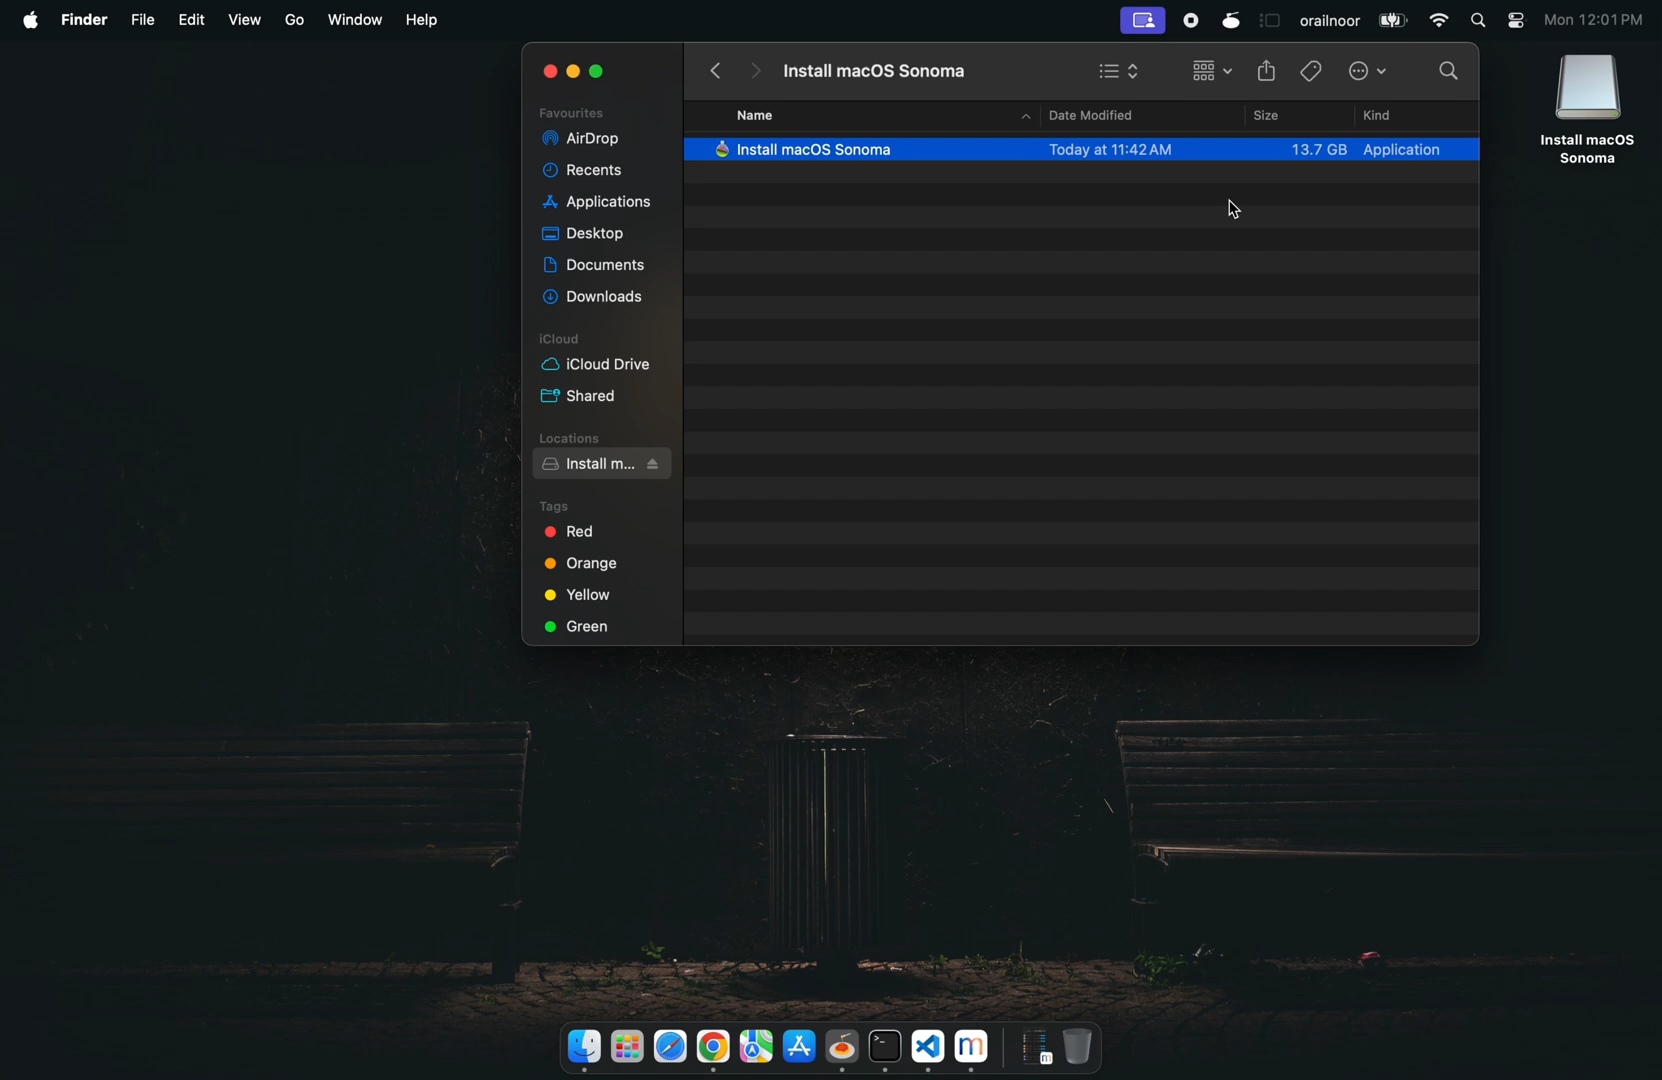 Finder File Edit View Go Window Help orailnoor Mon 12:01 PM
Install macOS Sonoma
Favourites
AirDrop
Recents
Applications
Desktop
Documents
Downloads
iCloud
iCloud Drive
Shared
Locations
Install m...
Tags
Red
Orange
Yellow
Green
Name Date Modified Size Kind
Install macOS Sonoma Today at 11:42 AM 13.7 GB Application
Install macOS
Sonoma